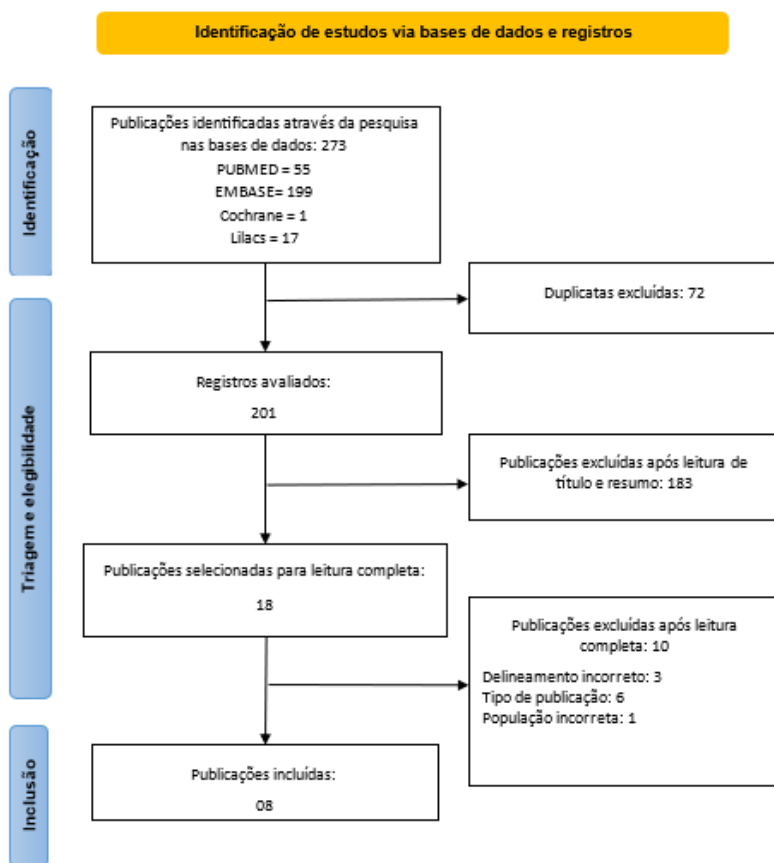 Identificação de estudos via bases de dados e registros
Identificação
Publicações identificadas através da pesquisa
nas bases de dados: 273
PUBMED = 55
EMBASE= 199
Cochrane = 1
Lilacs = 17
Duplicatas excluídas: 72
Triagem e elegibilidade
Registros avaliados:
201
Publicações excluídas após leitura de
título e resumo: 183
Publicações selecionadas para leitura completa:
18
Publicações excluídas após leitura
completa: 10
Delineamento incorreto: 3
Tipo de publicação: 6
População incorreta: 1
Inclusão
Publicações incluídas:
08